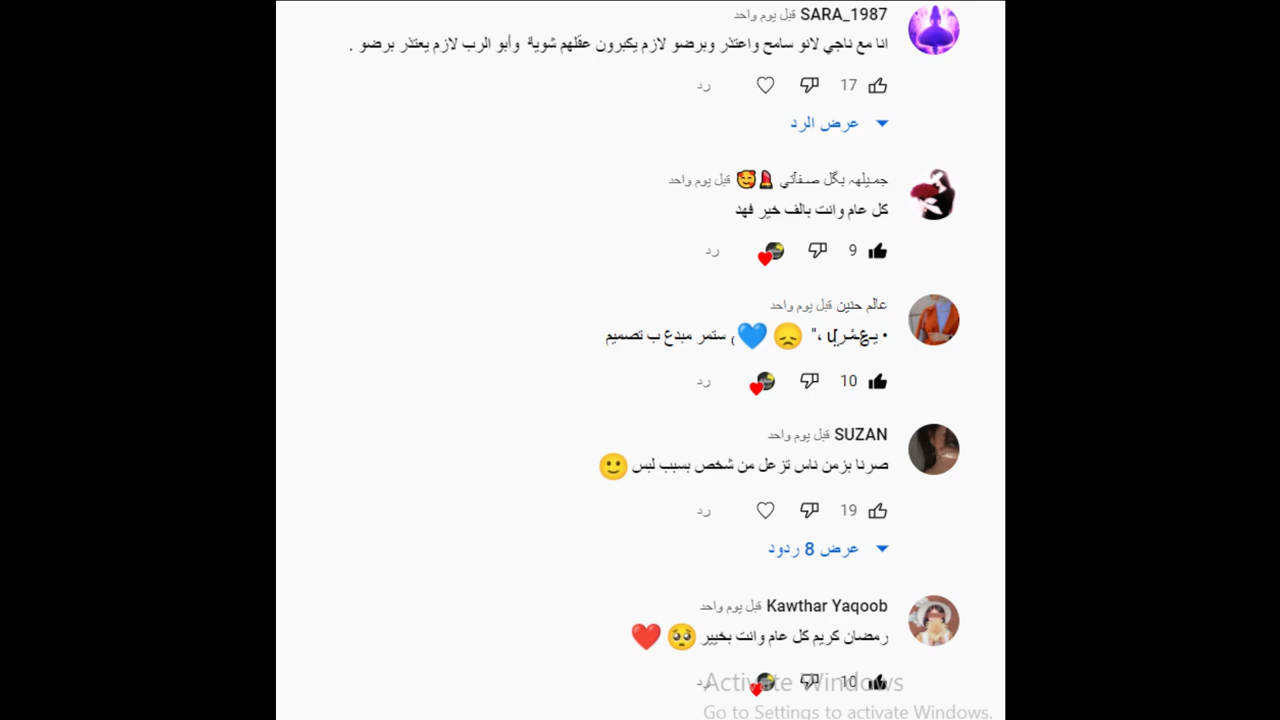 SARA_1987 قبل يوم واحد
انا مع ناجي لانو سامح واعتذر وبرضو لازم يكبرون عقلهم شوية وأبو الرب لازم يعتذر برضو .
17 رد
عرض الرد
جميلهہ بگل صفآتي 💄🥰 قبل يوم واحد
كل عام وانت بالف خير فهد
9 رد
عالم حنين قبل يوم واحد
ستمر مبدع ب تصميم
10 رد
SUZAN قبل يوم واحد
صرنا بزمن ناس تزعل من شخص بسبب لبس 🙂
19 رد
عرض 8 ردود
Kawthar Yaqoob قبل يوم واحد
رمضان كريم كل عام وانت بخيير 🥺❤️
10 رد
Activate Windows
Go to Settings to activate Windows.